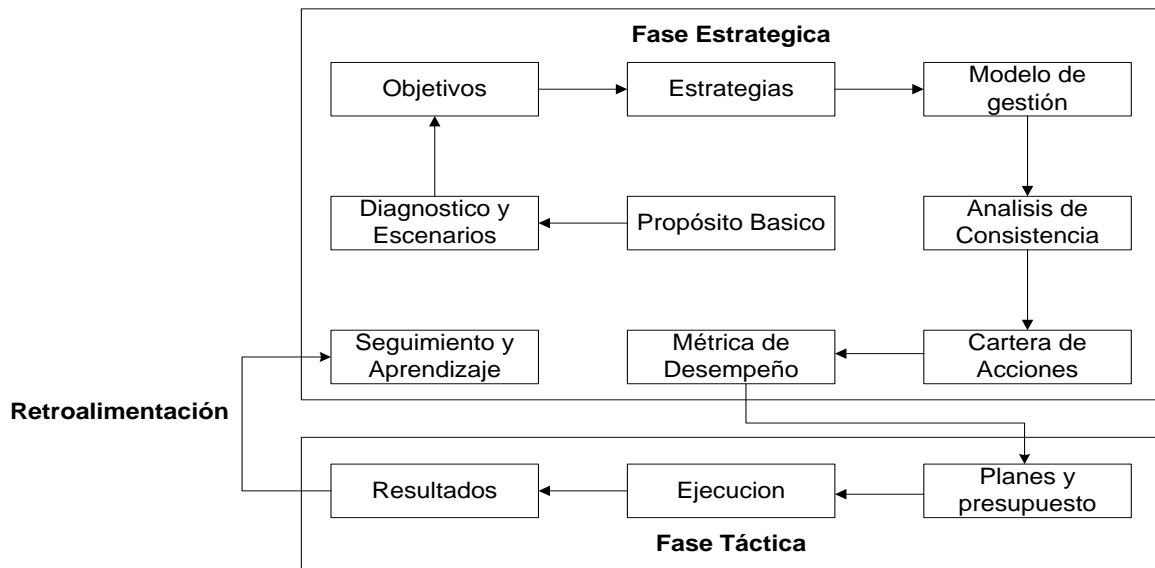 Fase Estrategica
Objetivos
Estrategias
Modelo de
gestión
Diagnostico y
Escenarios
Propósito Basico
Analisis de
Consistencia
Seguimiento y
Aprendizaje
Métrica de
Desempeño
Cartera de
Acciones
Retroalimentación
Resultados
Ejecucion
Planes y
presupuesto
Fase Táctica